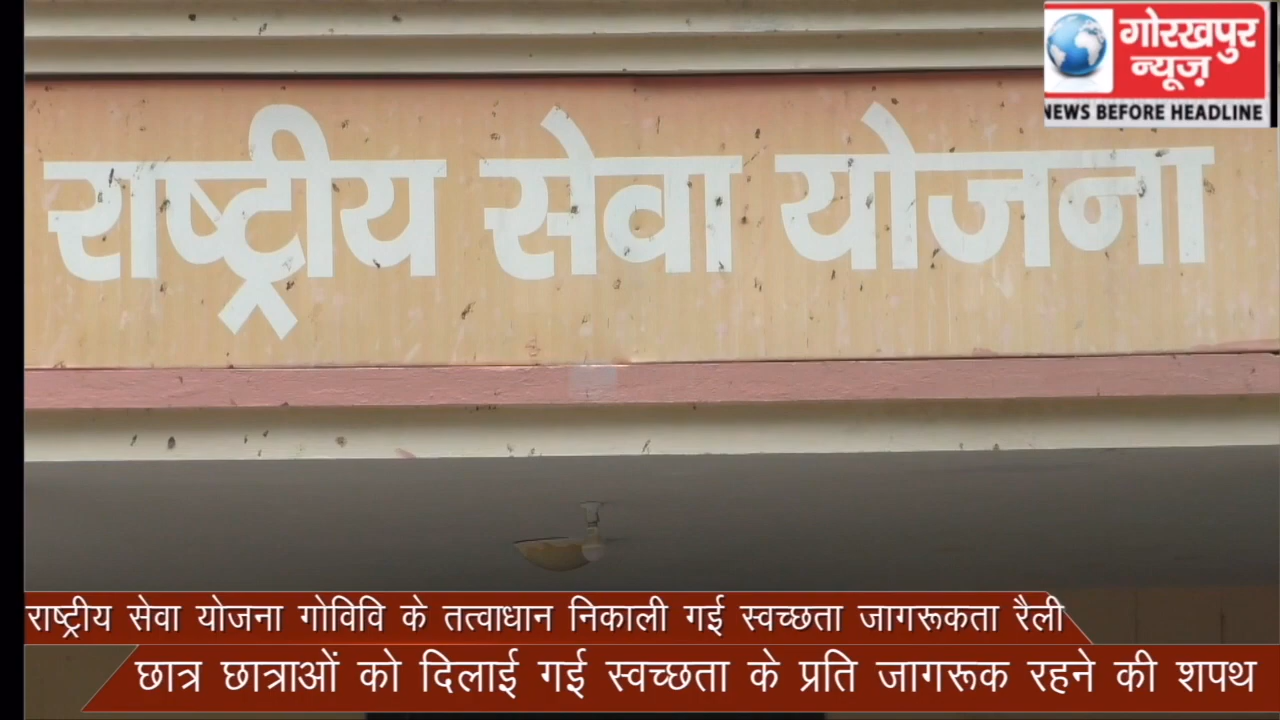 गोरखपुर
न्यूज़
NEWS BEFORE HEADLINE
राष्ट्रीय सेवा योजना
राष्ट्रीय सेवा योजना गोविवि के तत्वाधान निकाली गई स्वच्छता जागरूकता रैली
छात्र छात्राओं को दिलाई गई स्वच्छता के प्रति जागरूक रहने की शपथ